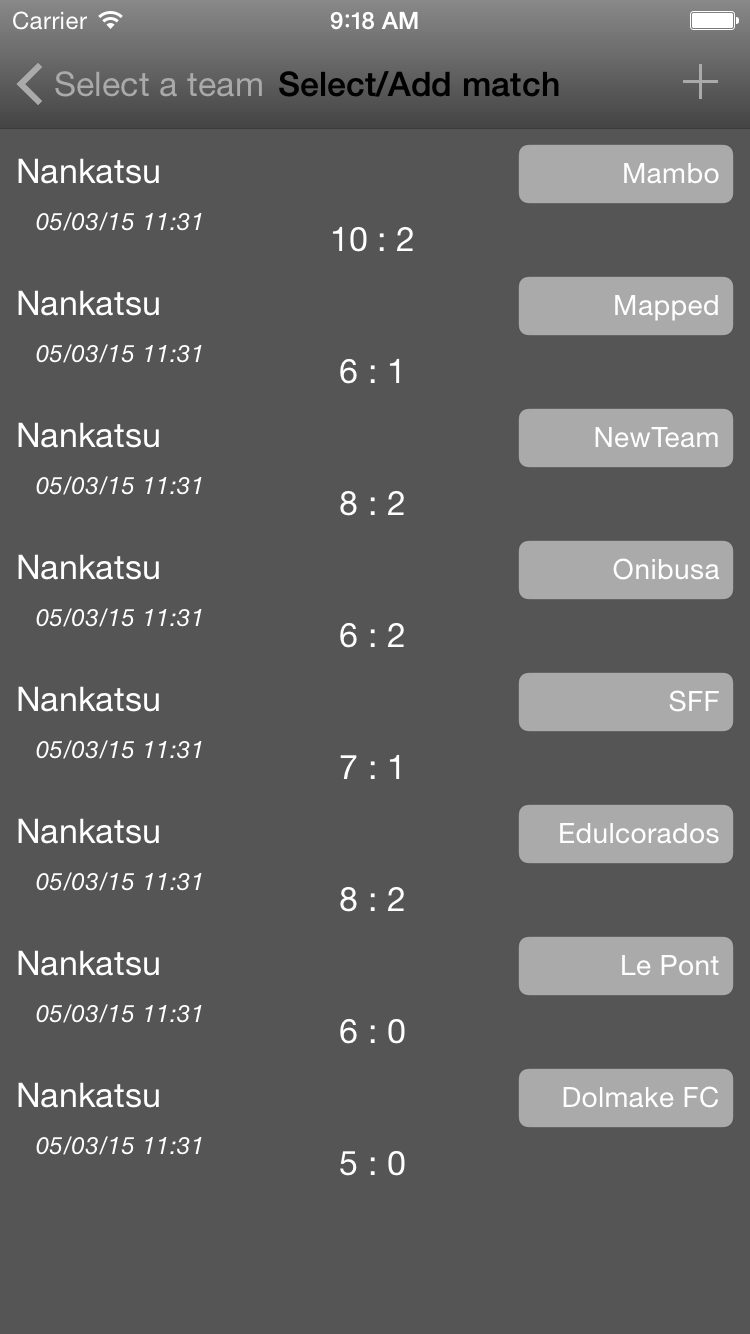 Carrier 9:18 AM
Select a team Select/Add match +
Nankatsu Mambo
05/03/15 11:31
10 : 2
Nankatsu Mapped
05/03/15 11:31
6 : 1
Nankatsu NewTeam
05/03/15 11:31
8 : 2
Nankatsu Onibusa
05/03/15 11:31
6 : 2
Nankatsu SFF
05/03/15 11:31
7 : 1
Nankatsu Edulcorados
05/03/15 11:31
8 : 2
Nankatsu Le Pont
05/03/15 11:31
6 : 0
Nankatsu Dolmake FC
05/03/15 11:31
5 : 0